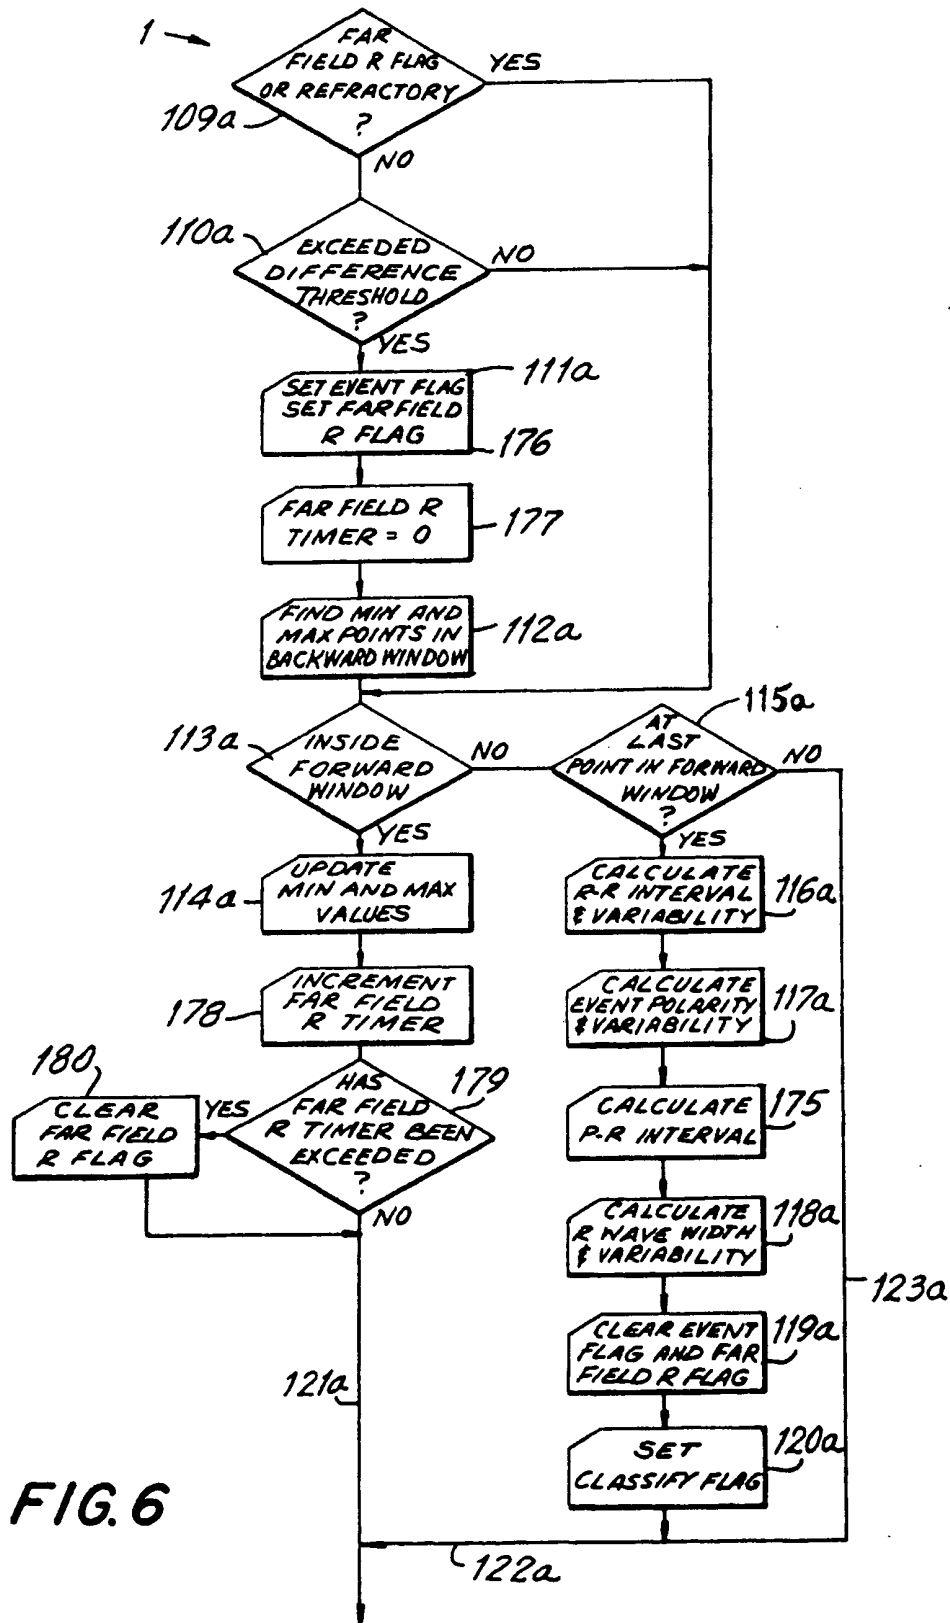 1
FAR
FIELD R FLAG
OR REFRACTORY
?
YES
109a
NO
110a
EXCEEDED
DIFFERENCE
THRESHOLD
?
NO
YES
111a
SET EVENT FLAG
SET FAR FIELD
R FLAG
176
FAR FIELD R
TIMER = 0
177
FIND MIN AND
MAX POINTS IN
BACKWARD WINDOW
112a
113a
INSIDE
FORWARD
WINDOW
NO
YES
115a
AT
LAST
POINT IN FORWARD
WINDOW
?
NO
YES
114a
UPDATE
MIN AND MAX
VALUES
CALCULATE
R-R INTERVAL
& VARIABILITY
116a
178
INCREMENT
FAR FIELD
R TIMER
CALCULATE
EVENT POLARITY
& VARIABILITY
117a
180
CLEAR
FAR FIELD
R FLAG
YES
HAS
FAR FIELD
R TIMER BEEN
EXCEEDED
?
179
NO
CALCULATE
P-R INTERVAL
175
CALCULATE
R WAVE WIDTH
& VARIABILITY
118a
123a
CLEAR EVENT
FLAG AND FAR
FIELD R FLAG
119a
121a
SET
CLASSIFY FLAG
120a
122a
FIG. 6